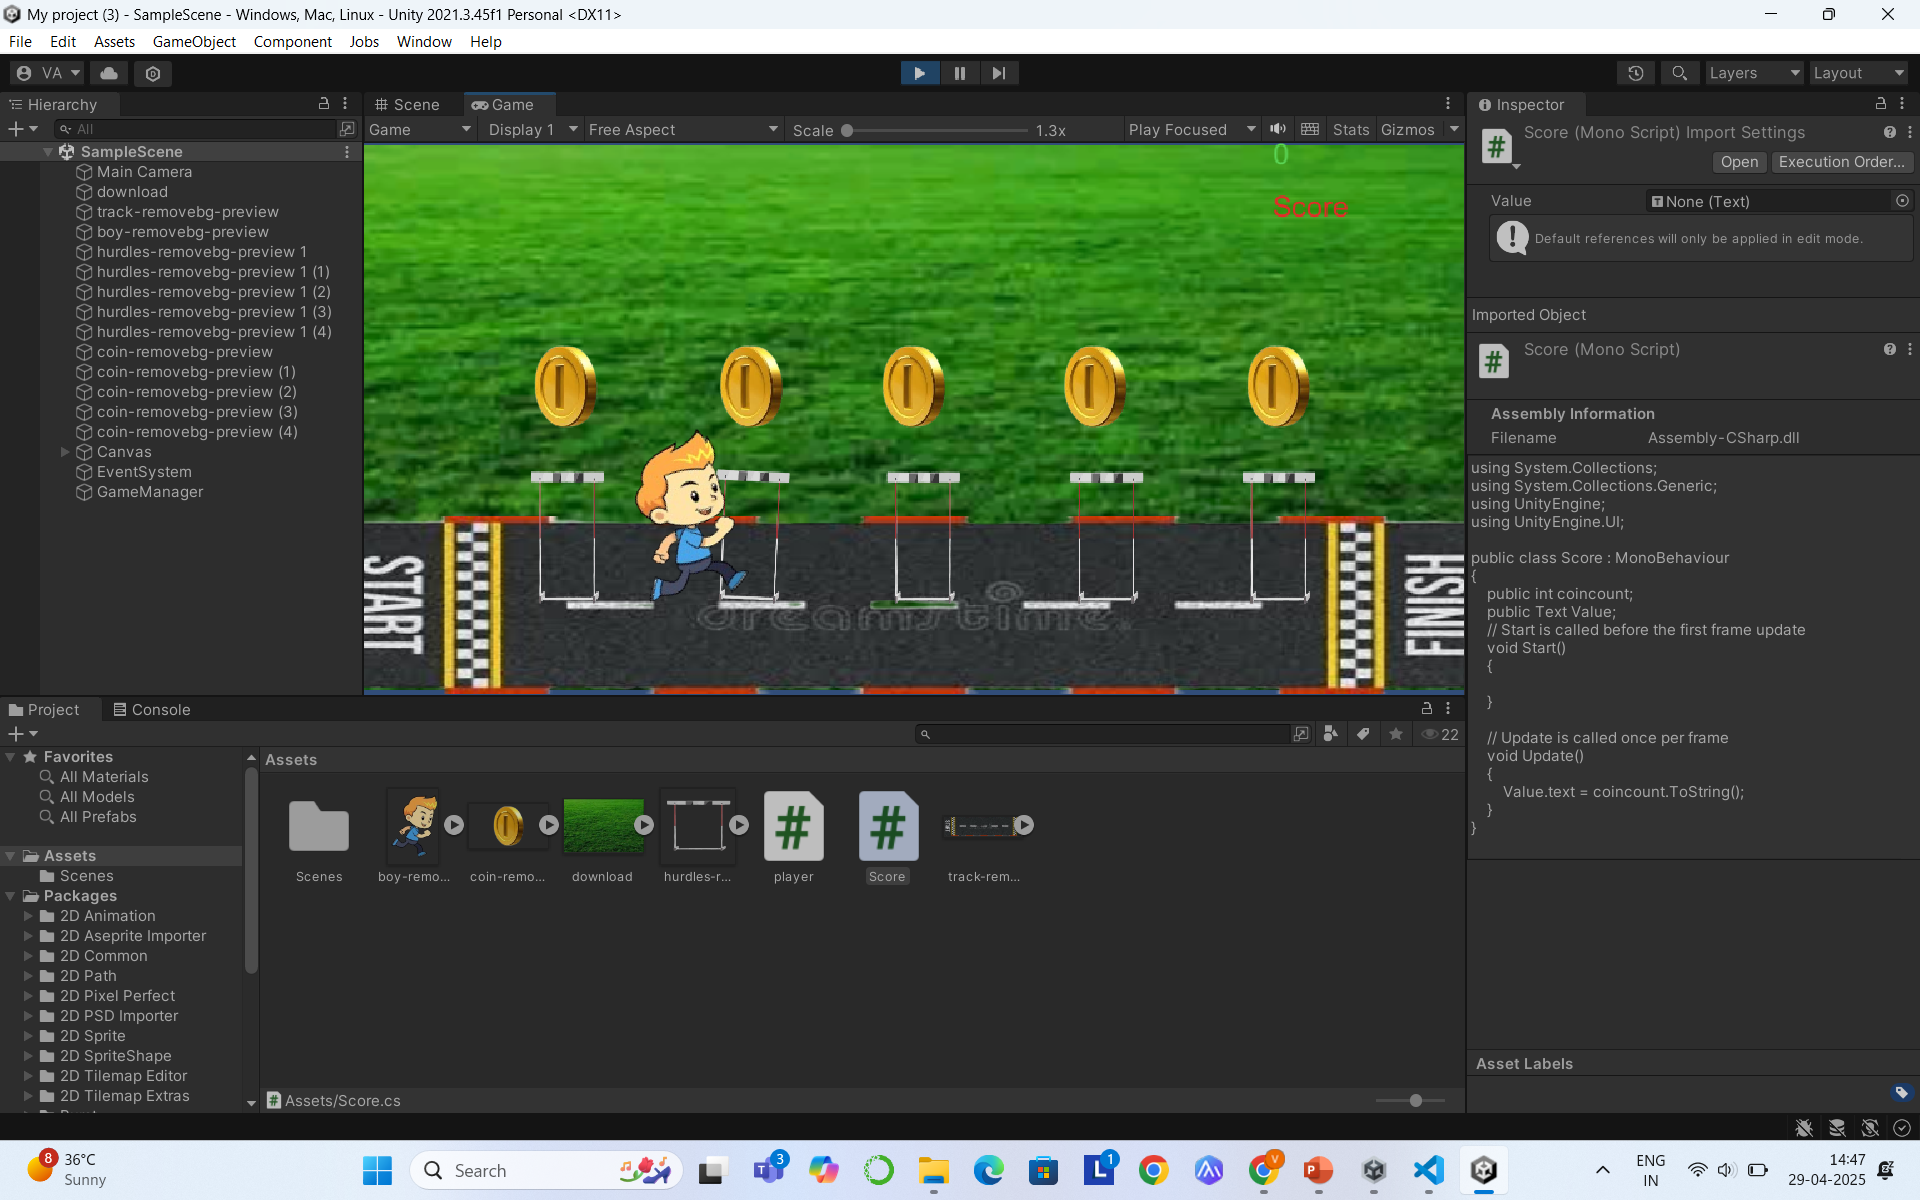 My project (3) - SampleScene - Windows, Mac, Linux - Unity 2021.3.45f1 Personal <DX11>
File Edit Assets GameObject Component Jobs Window Help
VA
Layers
Layout
Hierarchy
All
SampleScene
Main Camera
download
track-removebg-preview
boy-removebg-preview
hurdles-removebg-preview 1
hurdles-removebg-preview 1 (1)
hurdles-removebg-preview 1 (2)
hurdles-removebg-preview 1 (3)
hurdles-removebg-preview 1 (4)
coin-removebg-preview
coin-removebg-preview (1)
coin-removebg-preview (2)
coin-removebg-preview (3)
coin-removebg-preview (4)
Canvas
EventSystem
GameManager
Scene Game
Game Display 1 Free Aspect Scale 1.3x Play Focused Stats Gizmos
0
Score
START
FINISH
dreamstime
Inspector
Score (Mono Script) Import Settings
Open Execution Order...
Value None (Text)
Default references will only be applied in edit mode.
Imported Object
Score (Mono Script)
Assembly Information
Filename Assembly-CSharp.dll
using System.Collections;
using System.Collections.Generic;
using UnityEngine;
using UnityEngine.UI;
public class Score : MonoBehaviour
{
public int coincount;
public Text Value;
// Start is called before the first frame update
void Start()
{
}
// Update is called once per frame
void Update()
{
Value.text = coincount.ToString();
}
}
Asset Labels
Project Console
22
Favorites
All Materials
All Models
All Prefabs
Assets
Scenes
Packages
2D Animation
2D Aseprite Importer
2D Common
2D Path
2D Pixel Perfect
2D PSD Importer
2D Sprite
2D SpriteShape
2D Tilemap Editor
2D Tilemap Extras
Assets
Scenes boy-remo... coin-remo... download hurdles-r... player Score track-rem...
Assets/Score.cs
8
36°C
Sunny
Search
3
1
V
ENG
IN
14:47
29-04-2025